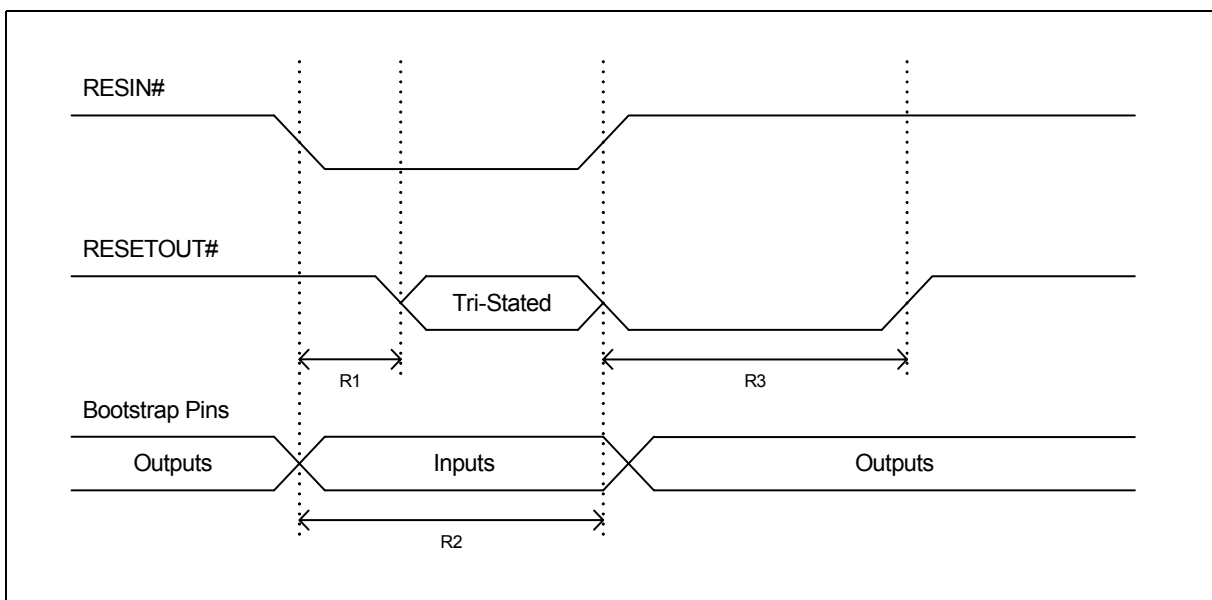 RESIN#
RESETOUT#
Tri-Stated
R1
R3
Bootstrap Pins
Outputs
Inputs
Outputs
R2